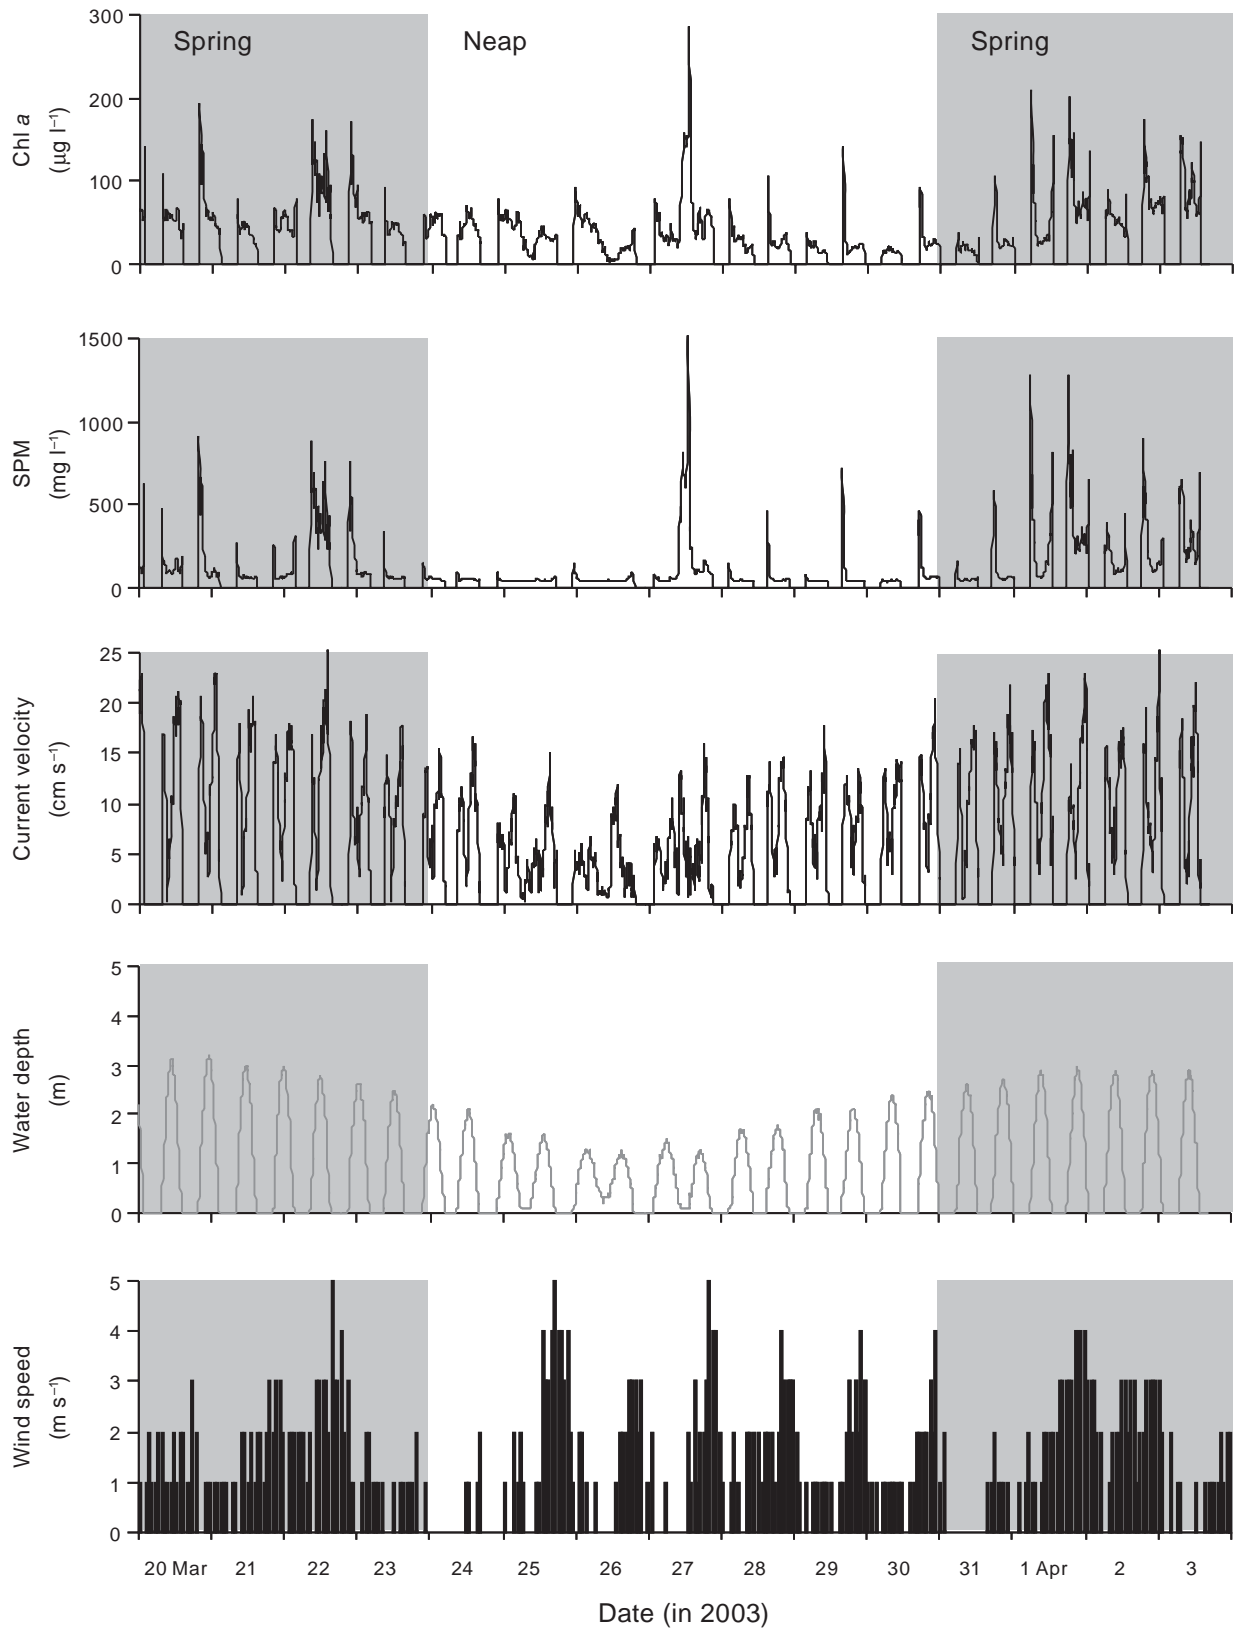 Spring
Neap
Spring
Chl a
(µg l⁻¹)
300
200
100
0
SPM
(mg l⁻¹)
1500
1000
500
0
Current velocity
(cm s⁻¹)
25
20
15
10
5
0
Water depth
(m)
5
4
3
2
1
0
Wind speed
(m s⁻¹)
5
4
3
2
1
0
20 Mar 21 22 23 24 25 26 27 28 29 30 31 1 Apr 2 3
Date (in 2003)